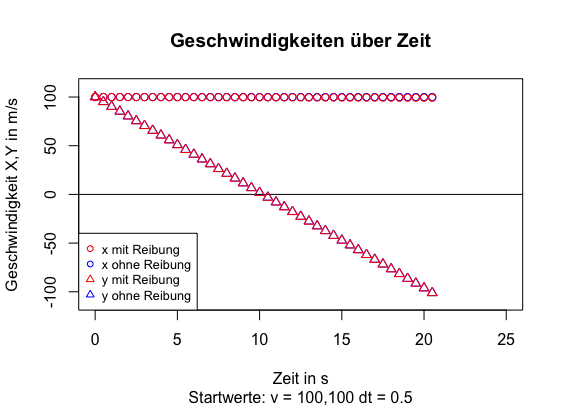 Geschwindigkeiten über Zeit
Geschwindigkeit X,Y in m/s
100
50
0
-50
-100
x mit Reibung
x ohne Reibung
y mit Reibung
y ohne Reibung
0 5 10 15 20 25
Zeit in s
Startwerte: v = 100,100 dt = 0.5